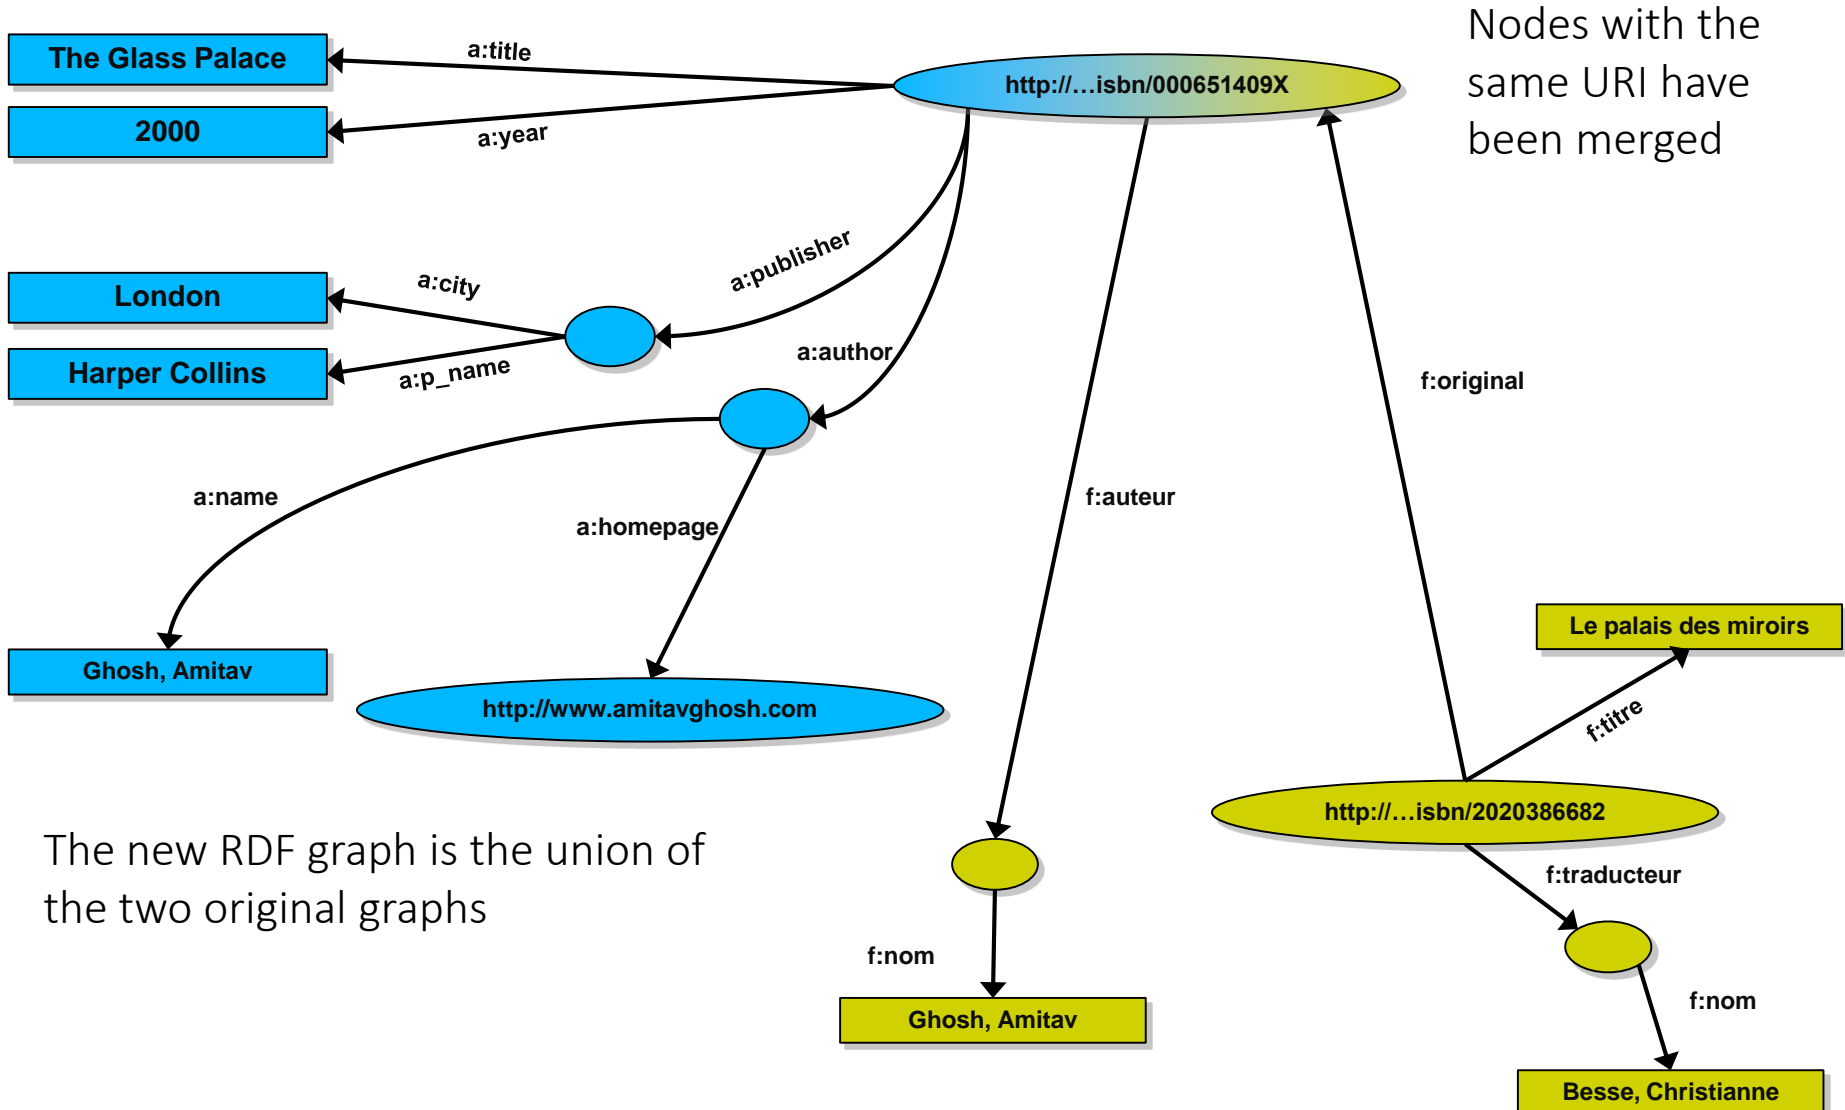 Nodes with the
same URI have
been merged
The Glass Palace
a:title
http://...isbn/000651409X
2000
a:year
a:publisher
London
a:city
Harper Collins
a:p_name
a:author
f:original
a:name
a:homepage
f:auteur
Le palais des miroirs
Ghosh, Amitav
http://www.amitavghosh.com
f:titre
http://...isbn/2020386682
The new RDF graph is the union of
the two original graphs
f:traducteur
f:nom
Ghosh, Amitav
f:nom
Besse, Christianne